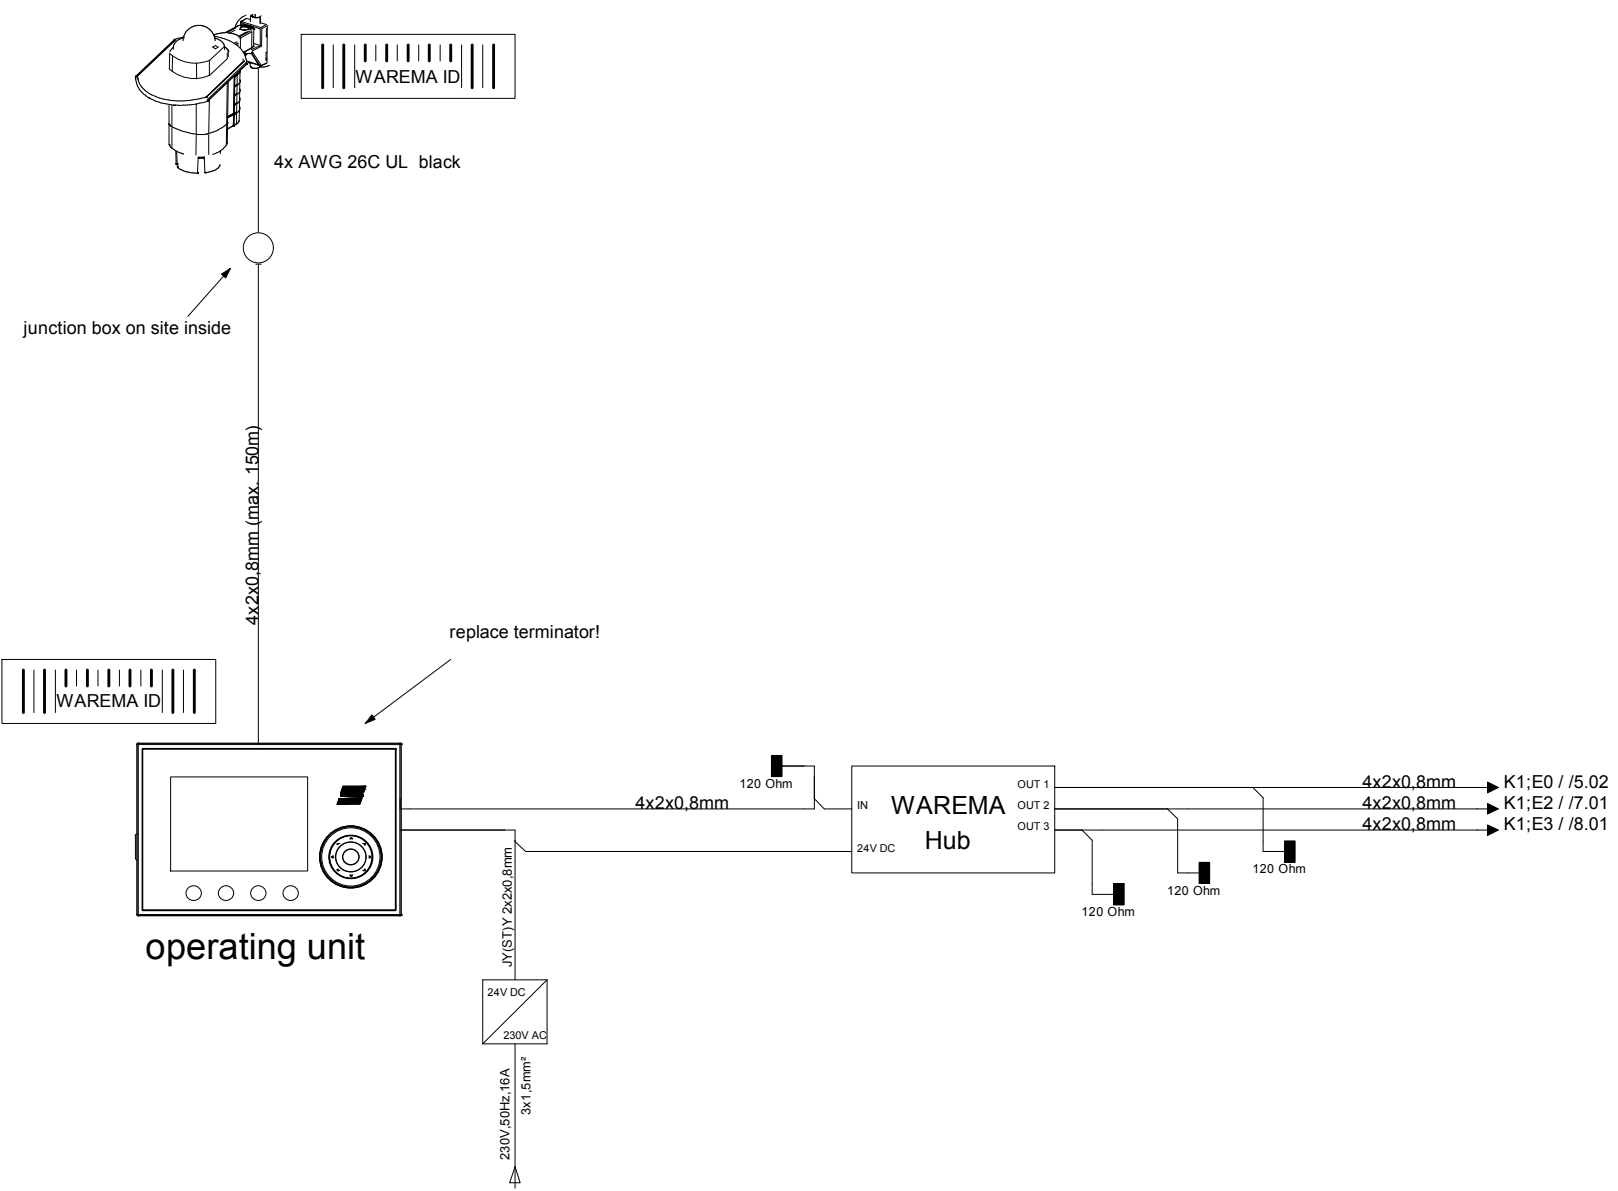 WAREMA ID
4x AWG 26C UL  black
junction box on site inside
4x2x0,8mm (max. 150m)
replace terminator!
WAREMA ID
operating unit
120 Ohm
4x2x0,8mm
IN
WAREMA
Hub
24V DC
OUT 1
OUT 2
OUT 3
4x2x0,8mm
K1;E0 / /5.02
4x2x0,8mm
K1;E2 / /7.01
4x2x0,8mm
K1;E3 / /8.01
120 Ohm
120 Ohm
120 Ohm
JY(ST)Y 2x2x0,8mm
24V DC
230V AC
230V,50Hz,16A
3x1,5mm²